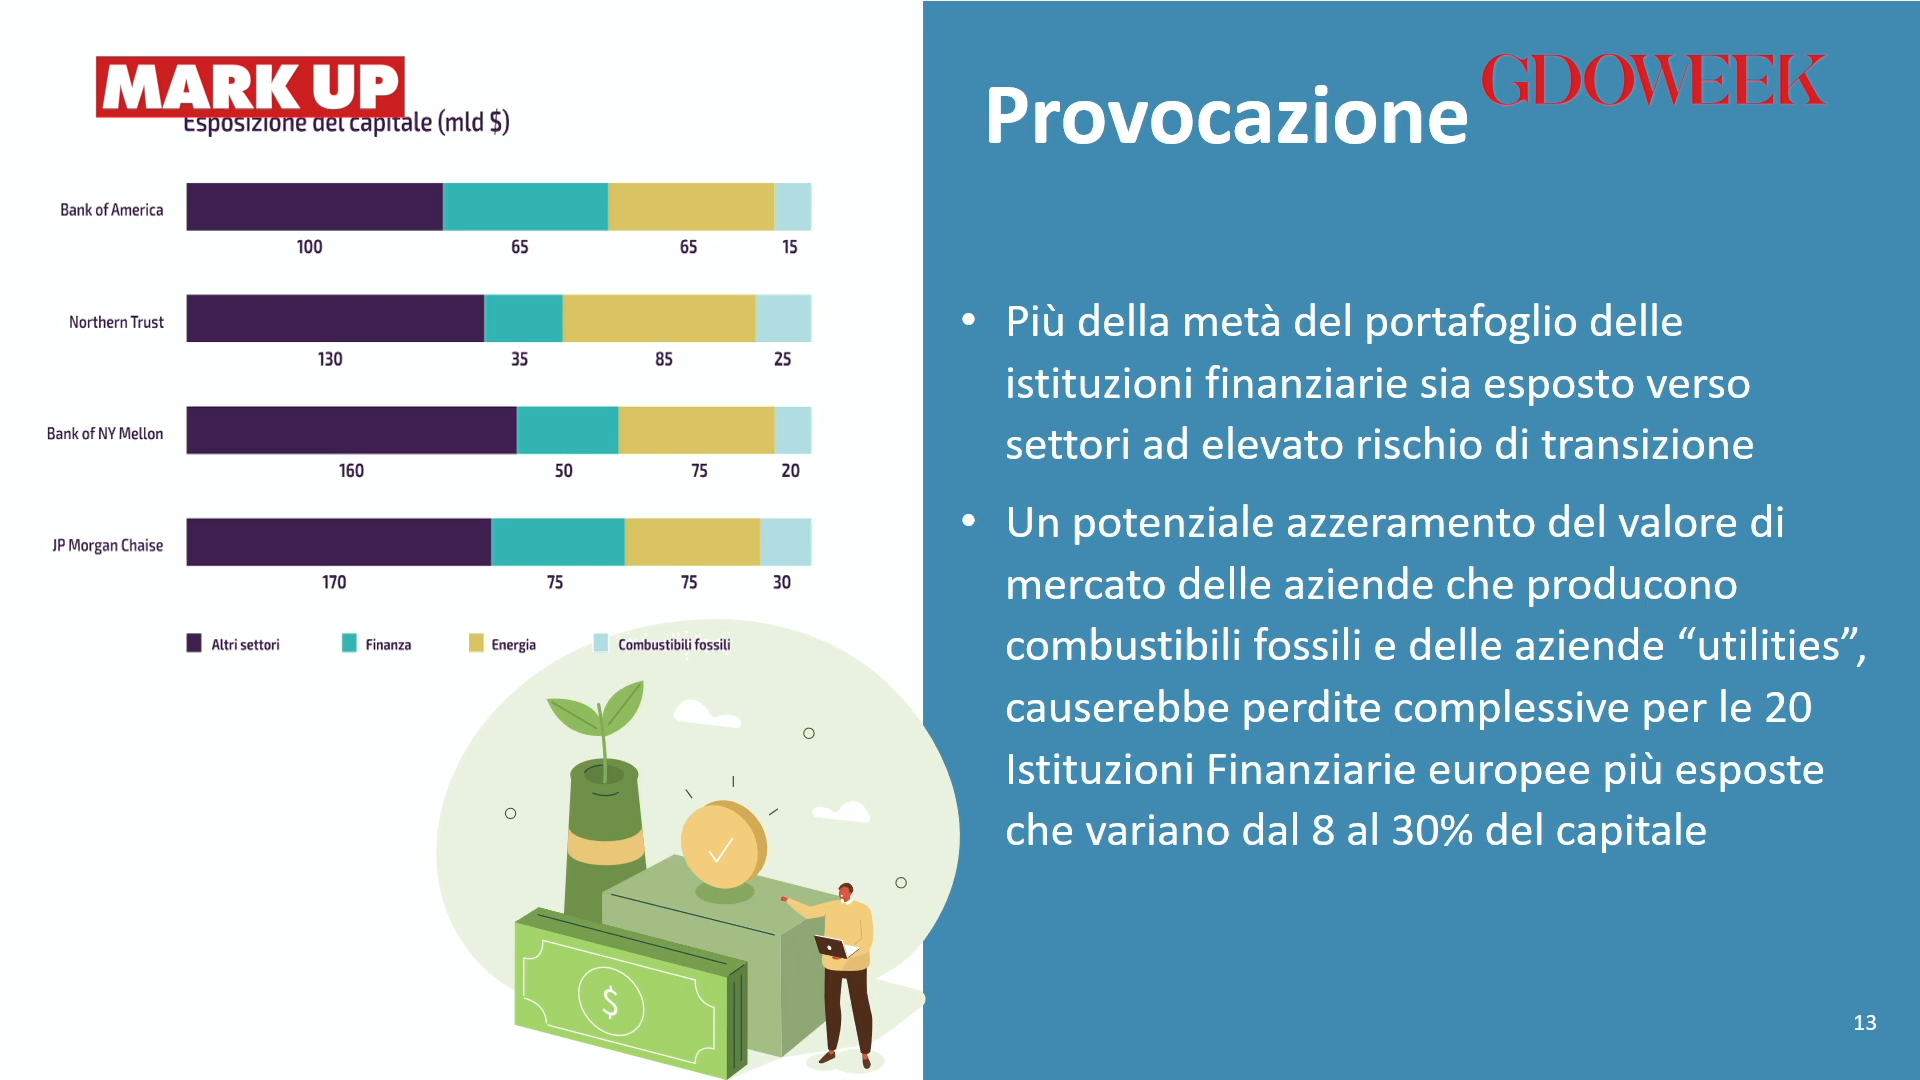 MARK UP
Esposizione del capitale (mld $)
Bank of America
100 65 65 15
Northern Trust
130 35 85 25
Bank of NY Mellon
160 50 75 20
JP Morgan Chaise
170 75 75 30
Altri settori Finanza Energia Combustibili fossili
$
GDOWEEK
Provocazione
• Più della metà del portafoglio delle
istituzioni finanziarie sia esposto verso
settori ad elevato rischio di transizione
• Un potenziale azzeramento del valore di
mercato delle aziende che producono
combustibili fossili e delle aziende “utilities”,
causerebbe perdite complessive per le 20
Istituzioni Finanziarie europee più esposte
che variano dal 8 al 30% del capitale
13